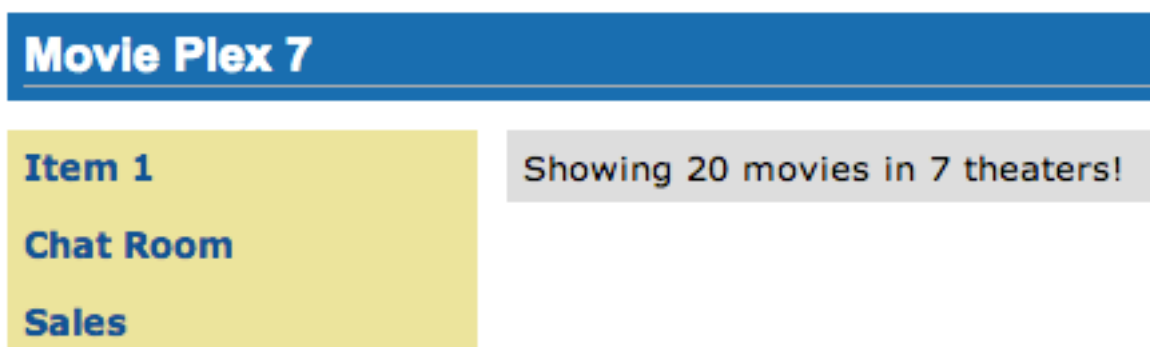 Movie Plex 7
Item 1
Showing 20 movies in 7 theaters!
Chat Room
Sales